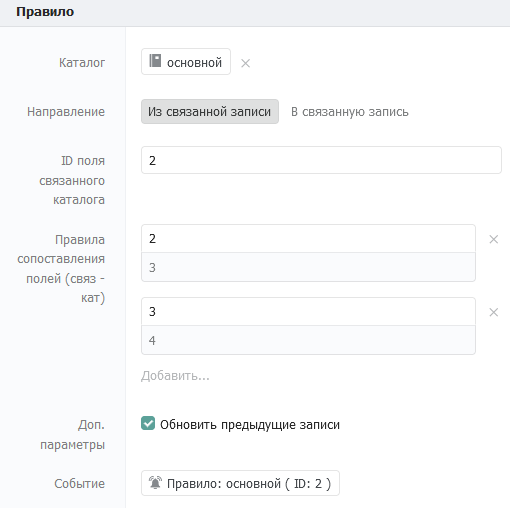 Правило
Каталог
основной
Направление
Из связанной записи
В связанную запись
ID поля
связанного
каталога
2
Правила
сопоставления
полей (связ -
кат)
2
3
3
4
Добавить...
Доп.
параметры
Обновить предыдущие записи
Событие
Правило: основной ( ID: 2 )